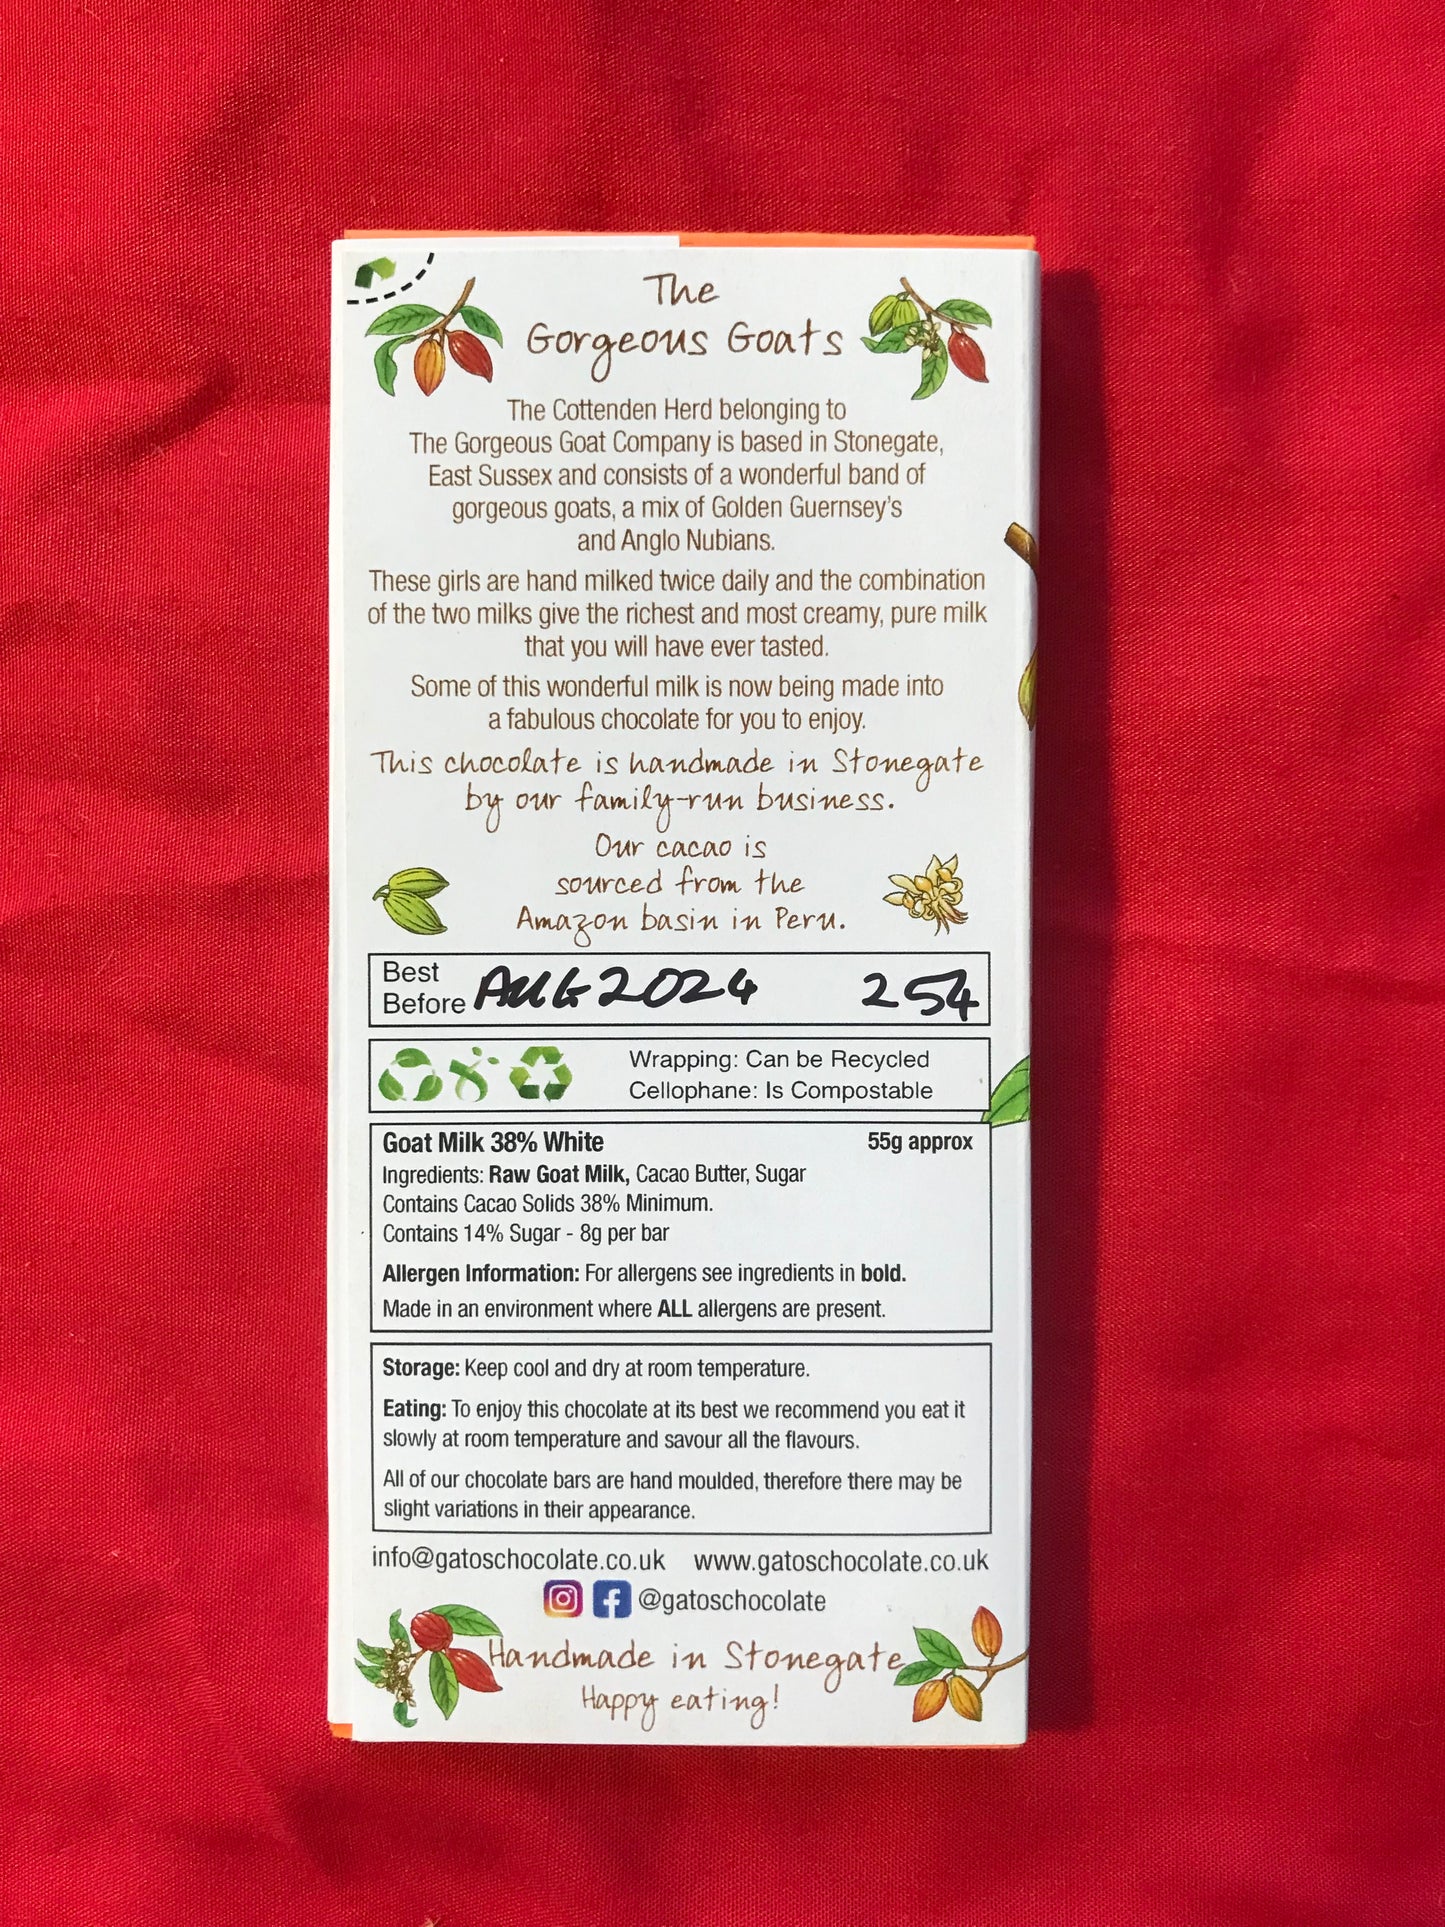 The
Gorgeous Goats
The Cottenden Herd belonging to
The Gorgeous Goat Company is based in Stonegate,
East Sussex and consists of a wonderful band of
gorgeous goats, a mix of Golden Guernsey's
and Anglo Nubians.
These girls are hand milked twice daily and the combination
of the two milks give the richest and most creamy, pure milk
that you will have ever tasted.
Some of this wonderful milk is now being made into
a fabulous chocolate for you to enjoy.
This chocolate is handmade in Stonegate
by our family-run business.
Our cacao is
sourced from the
Amazon basin in Peru.
Best
Before AUG 2024 254
Wrapping: Can be Recycled
Cellophane: Is Compostable
Goat Milk 38% White 55g approx
Ingredients: Raw Goat Milk, Cacao Butter, Sugar
Contains Cacao Solids 38% Minimum.
Contains 14% Sugar - 8g per bar
Allergen Information: For allergens see ingredients in bold.
Made in an environment where ALL allergens are present.
Storage: Keep cool and dry at room temperature.
Eating: To enjoy this chocolate at its best we recommend you eat it
slowly at room temperature and savour all the flavours.
All of our chocolate bars are hand moulded, therefore there may be
slight variations in their appearance.
info@gatoschocolate.co.uk www.gatoschocolate.co.uk
@gatoschocolate
Handmade in Stonegate
Happy eating!